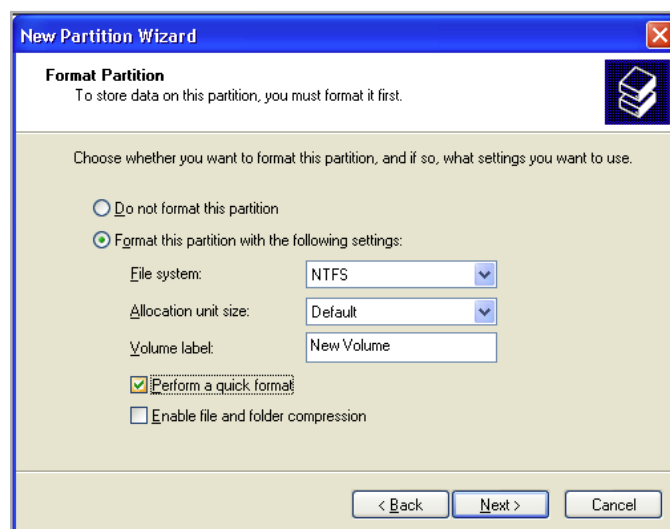 New Partition Wizard
Format Partition
To store data on this partition, you must format it first.
Choose whether you want to format this partition, and if so, what settings you want to use.
Do not format this partition
Format this partition with the following settings:
File system: NTFS
Allocation unit size: Default
Volume label: New Volume
Perform a quick format
Enable file and folder compression
< Back Next > Cancel